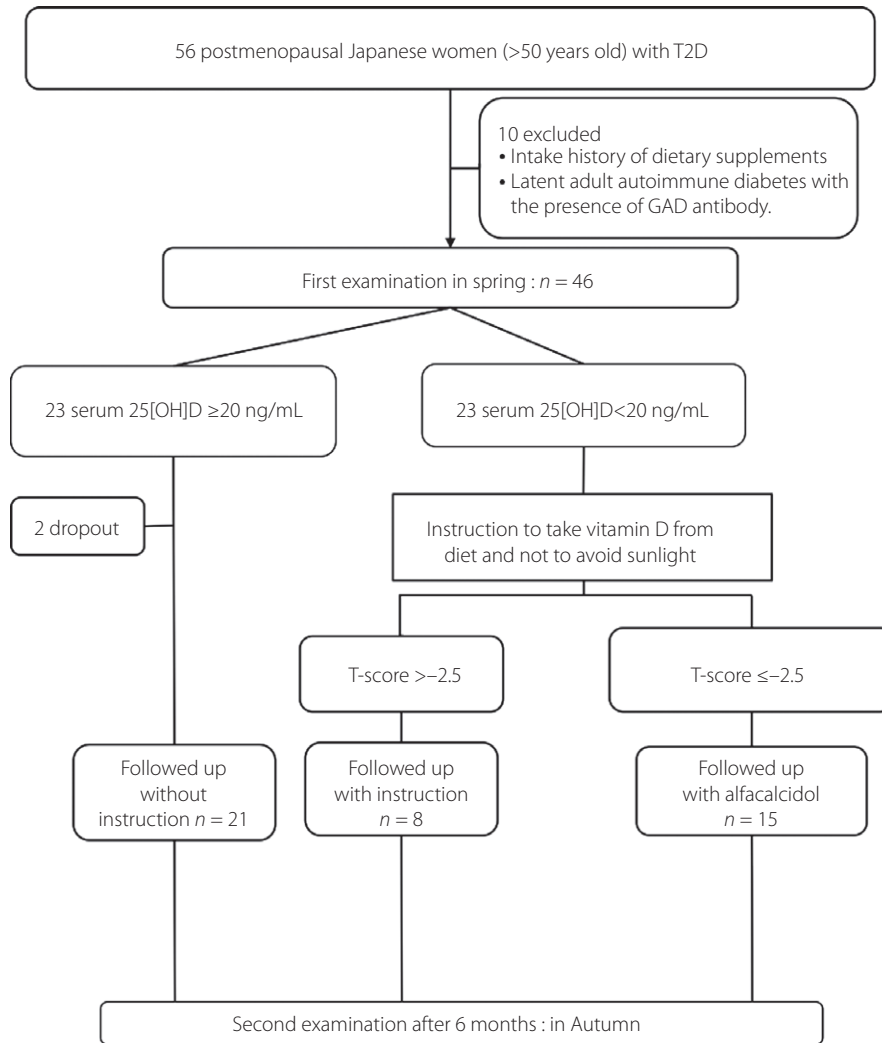 56 postmenopausal Japanese women (>50 years old) with T2D
10 excluded
• Intake history of dietary supplements
• Latent adult autoimmune diabetes with
the presence of GAD antibody.
First examination in spring : n = 46
23 serum 25[OH]D ≥20 ng/mL
23 serum 25[OH]D<20 ng/mL
2 dropout
Instruction to take vitamin D from
diet and not to avoid sunlight
T-score >–2.5
T-score ≤–2.5
Followed up
without
instruction n = 21
Followed up
with instruction
n = 8
Followed up
with alfacalcidol
n = 15
Second examination after 6 months : in Autumn